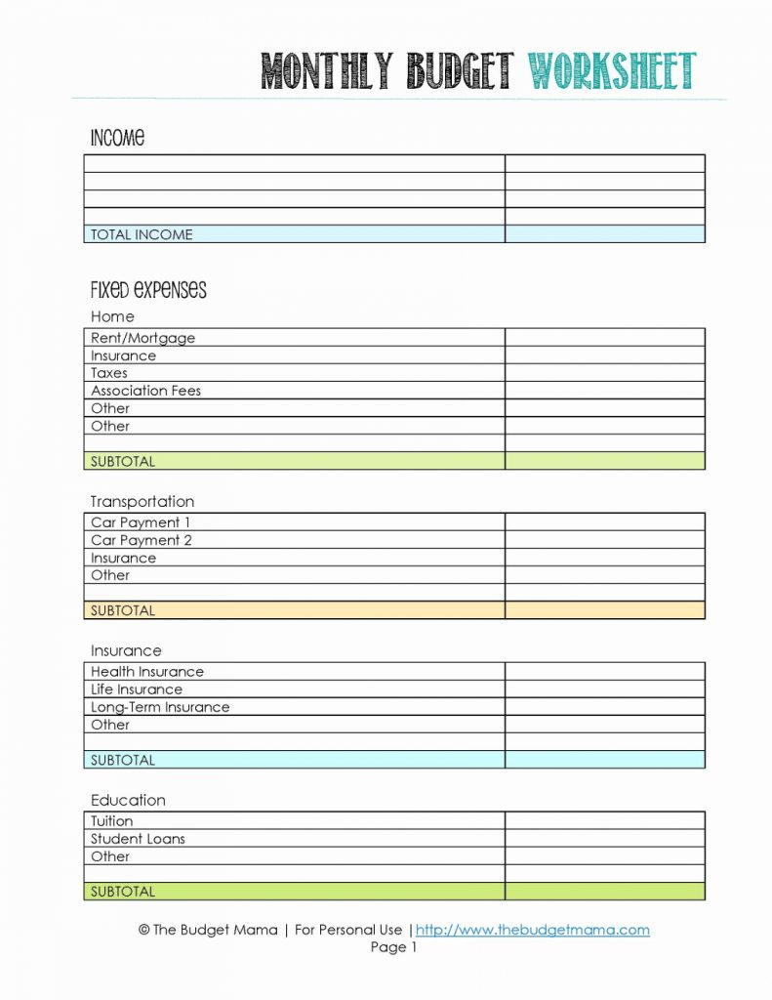 MONTHLY BUDGET WORKSHEET
INCOME
TOTAL INCOME
FIXED EXPENSES
Home
Rent/Mortgage
Insurance
Taxes
Association Fees
Other
Other
SUBTOTAL
Transportation
Car Payment 1
Car Payment 2
Insurance
Other
SUBTOTAL
Insurance
Health Insurance
Life Insurance
Long-Term Insurance
Other
SUBTOTAL
Education
Tuition
Student Loans
Other
SUBTOTAL
© The Budget Mama | For Personal Use |http://www.thebudgetmama.com
Page 1